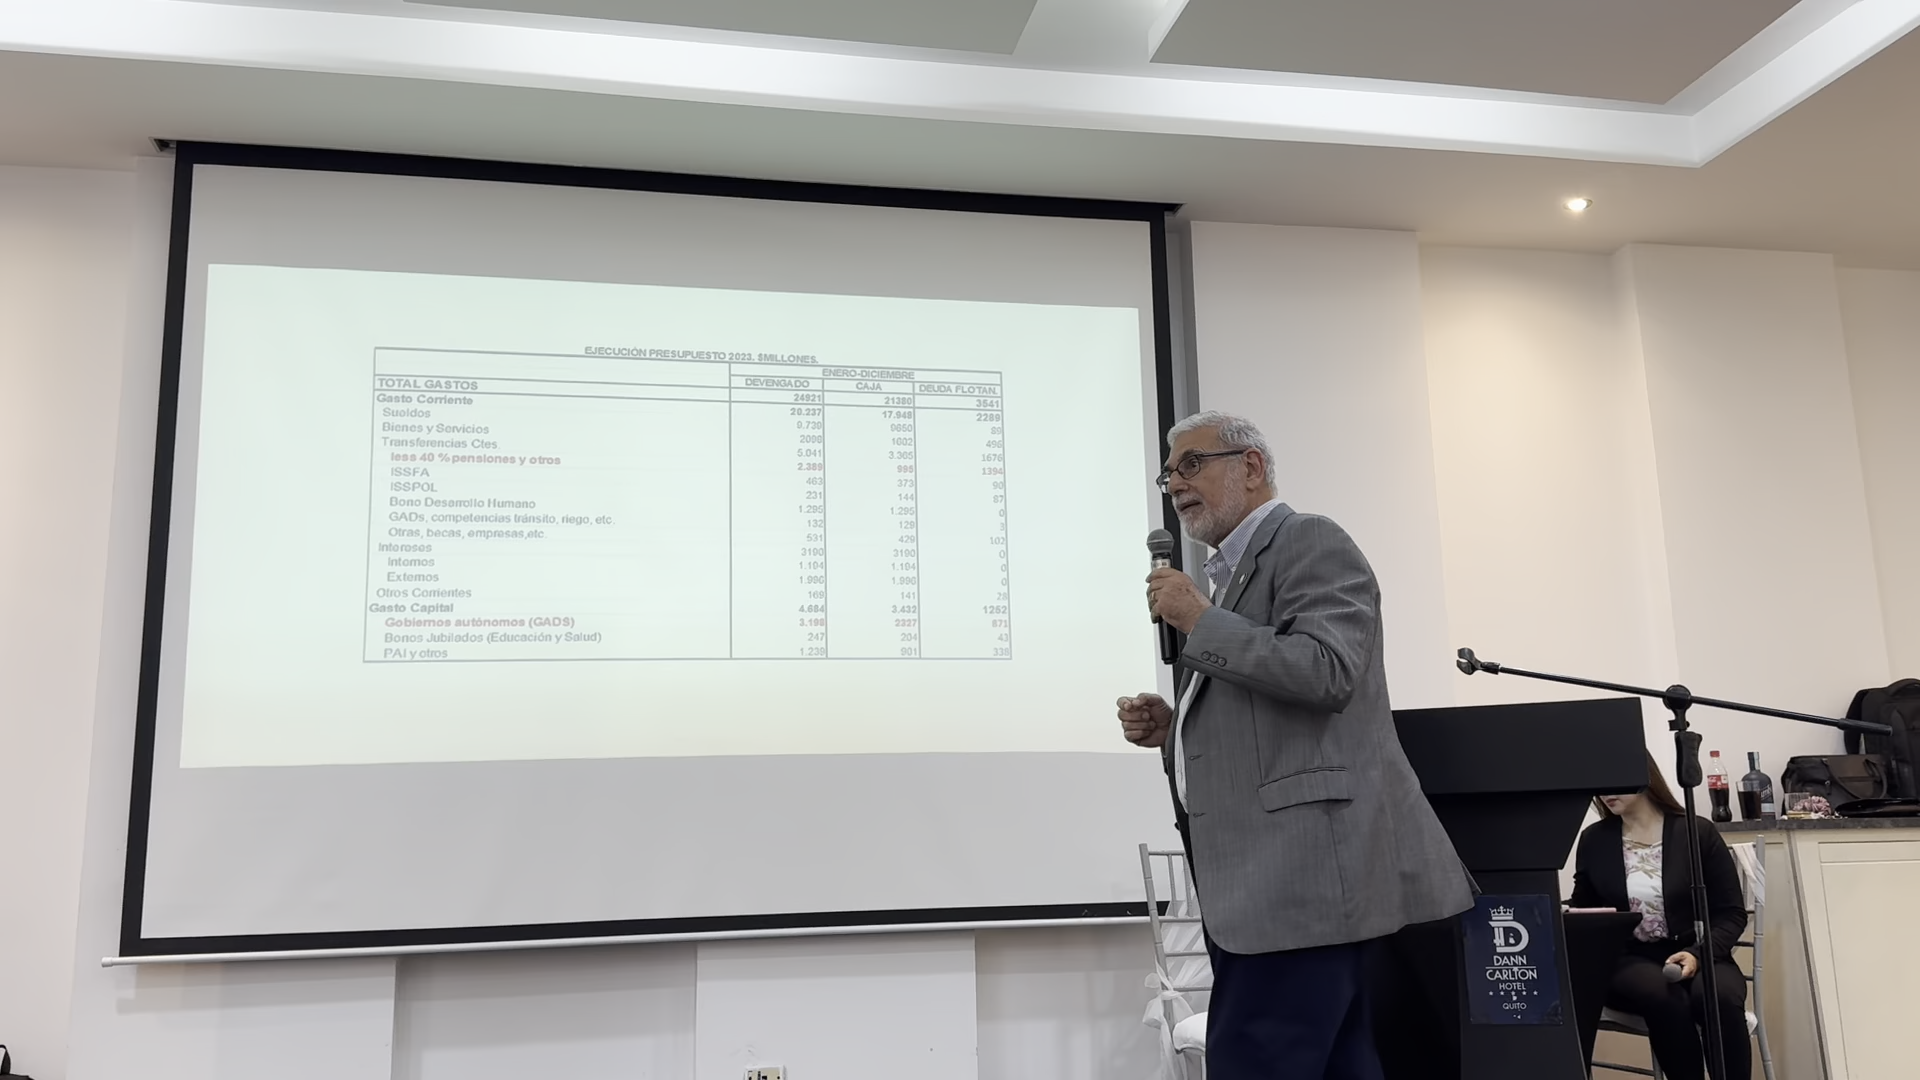 EJECUCIÓN PRESUPUESTO 2023. $MILLONES.
ENERO-DICIEMBRE
TOTAL GASTOS DEVENGADO CAJA DEUDA FLOTAN.
24921 21380 3541
Gasto Corriente 20.237 17.948 2289
Sueldos 9.739 9650 89
Bienes y Servicios 2098 1602 496
Transferencias Ctes. 5.041 3.365 1676
Iess 40 % pensiones y otros 2.389 995 1394
ISSFA 463 373 90
ISSPOL 231 144 87
Bono Desarrollo Humano 1.295 1.295 0
GADs, competencias tránsito, riego, etc. 132 129 3
Otras, becas, empresas,etc. 531 429 102
Intereses 3190 3190 0
Internos 1.194 1.194 0
Externos 1.996 1.996 0
Otros Corrientes 169 141 28
Gasto Capital 4.684 3.432 1252
Gobiernos autónomos (GADS) 3.198 2327 871
Bonos Jubilados (Educación y Salud) 247 204 43
PAI y otros 1.239 901 338
DANN
CARLTON
HOTEL
QUITO